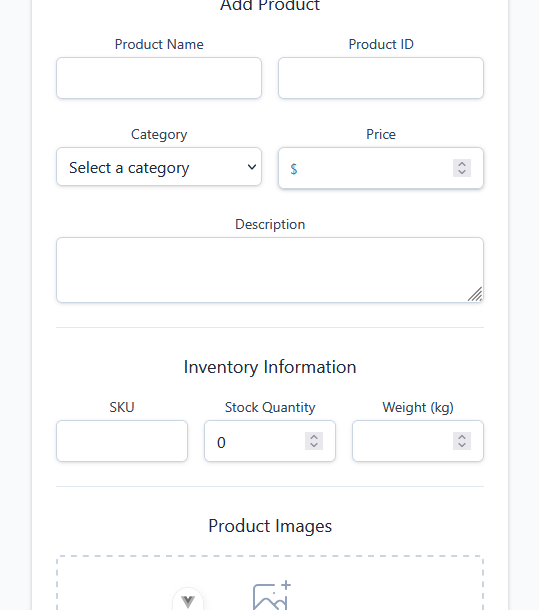 Add Product
Product Name
Product ID
Category
Price
Select a category
$
Description
Inventory Information
SKU
Stock Quantity
Weight (kg)
0
Product Images